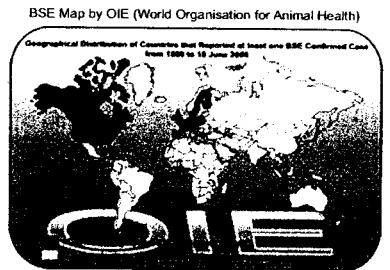 BSE Map by OIE (World Organisation for Animal Health)
Geographical Distribution of Countries that Reported at least one BSE Confirmed Case
from 1989 to 10 June